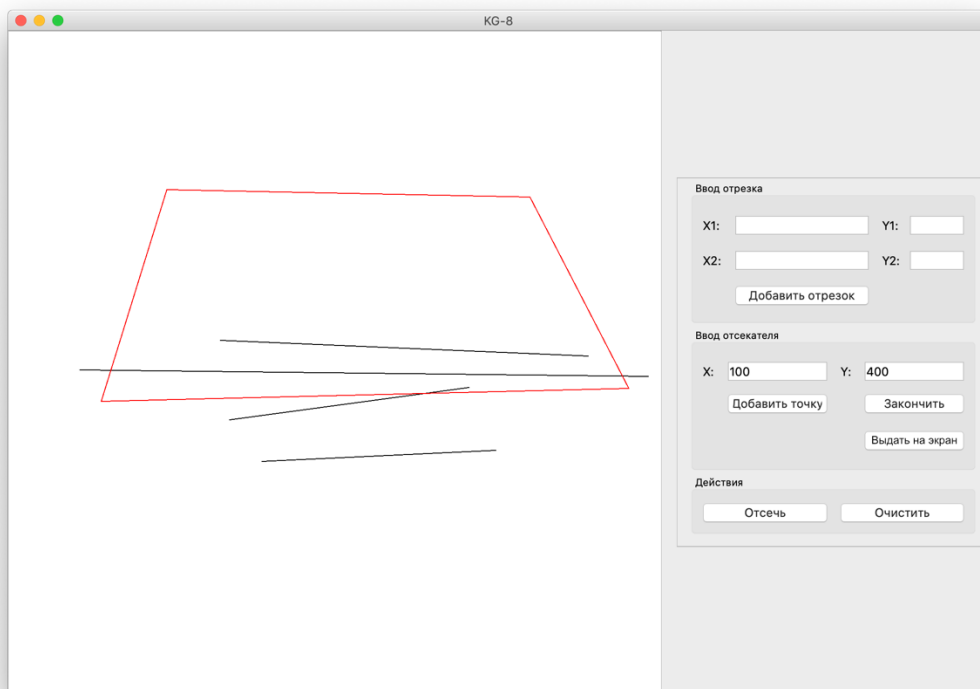 KG-8
Ввод отрезка
X1: Y1:
X2: Y2:
Добавить отрезок
Ввод отсекателя
X: 100 Y: 400
Добавить точку Закончить
Выдать на экран
Действия
Отсечь Очистить